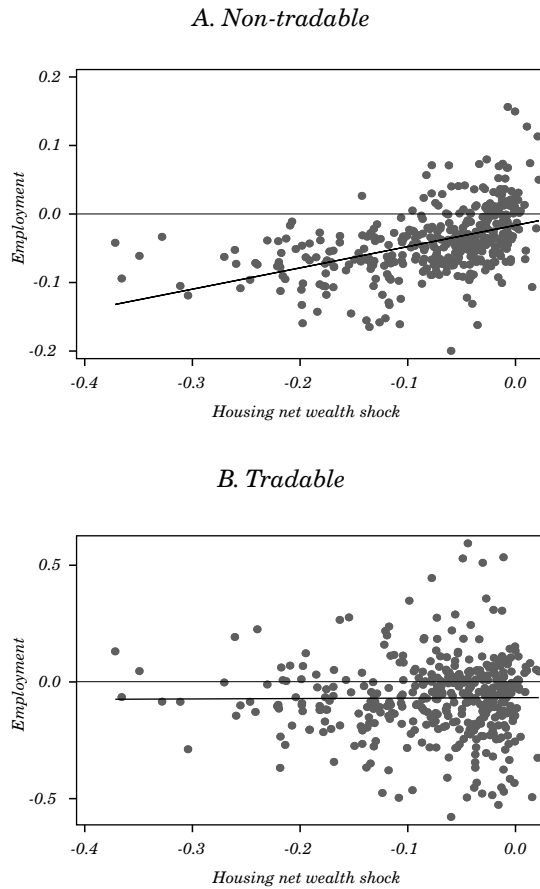 A. Non-tradable
0.2
0.1
0.0
-0.1
-0.2
Employment
-0.4 -0.3 -0.2 -0.1 0.0
Housing net wealth shock
B. Tradable
0.5
0.0
-0.5
Employment
-0.4 -0.3 -0.2 -0.1 0.0
Housing net wealth shock